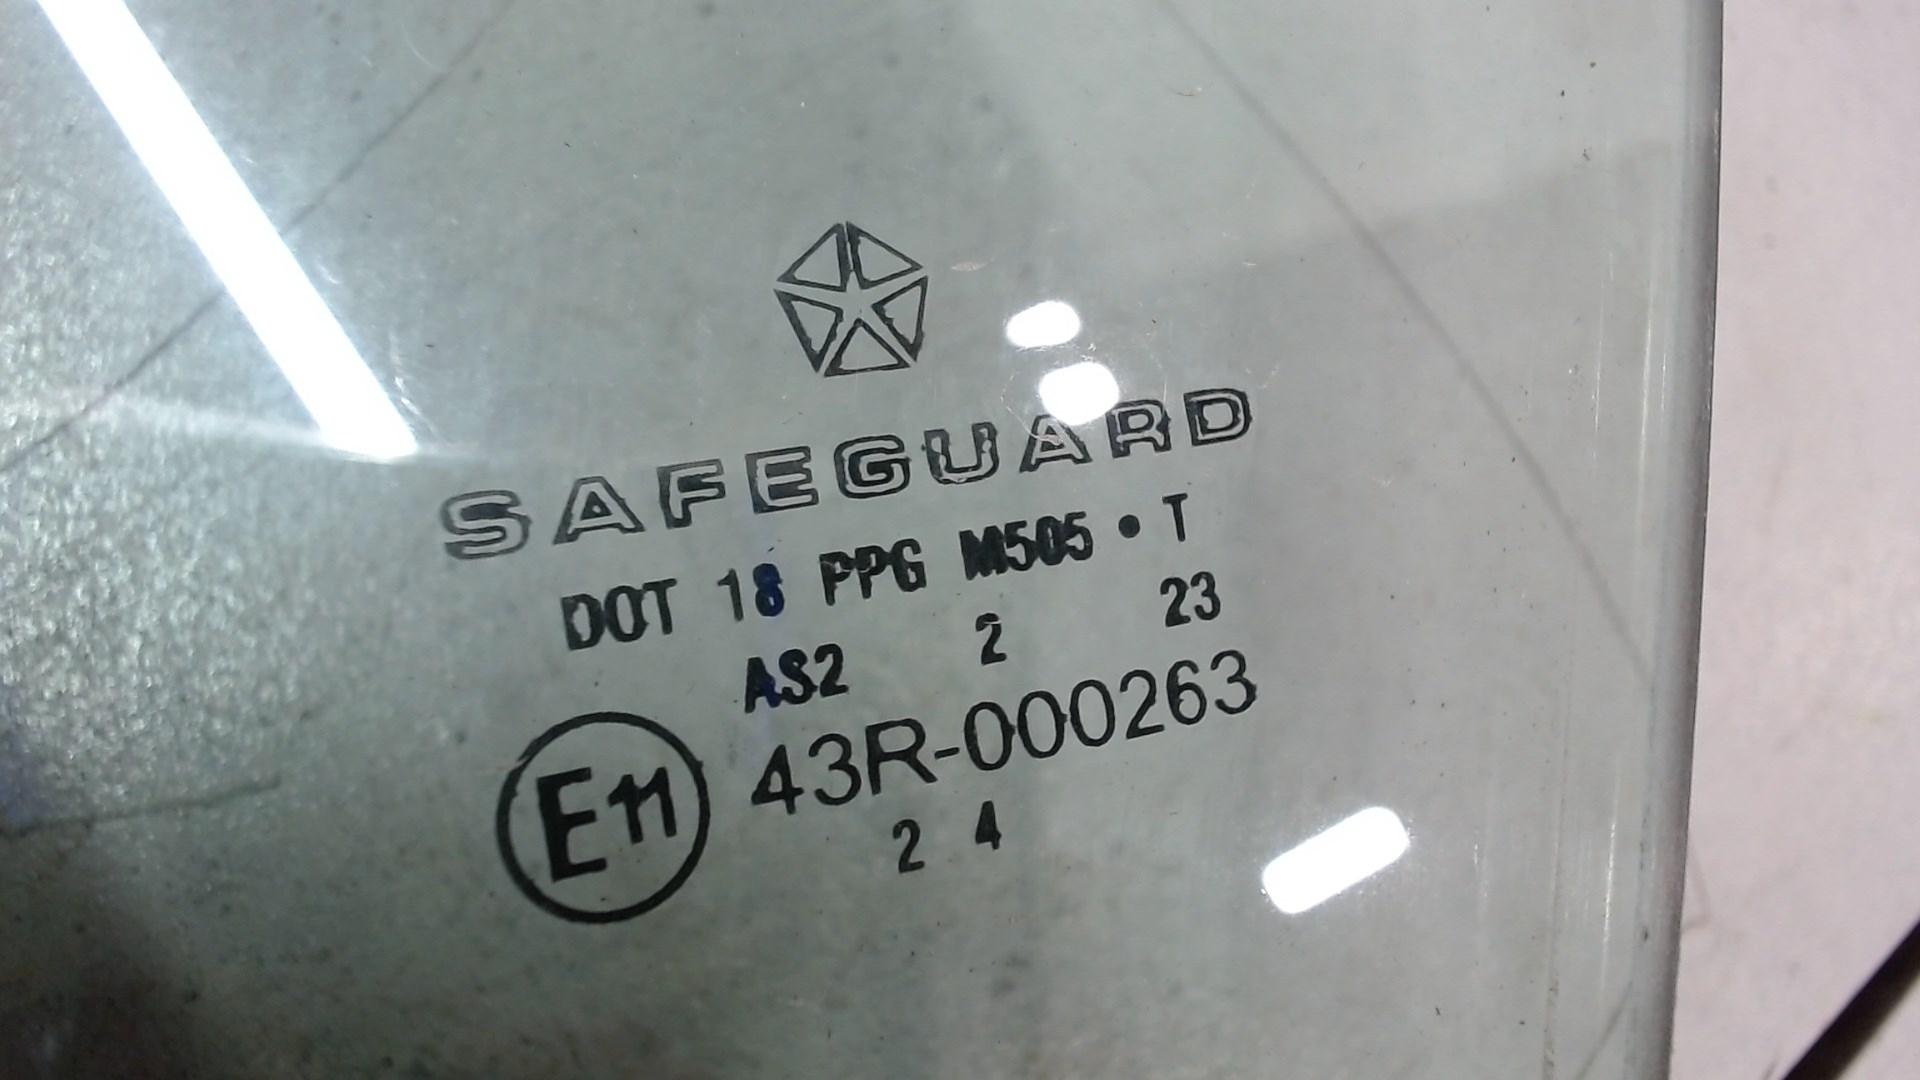 SAFEGUARD
DOT 18 PPG M505 • T
AS2 2 23
E11 43R-000263
2 4